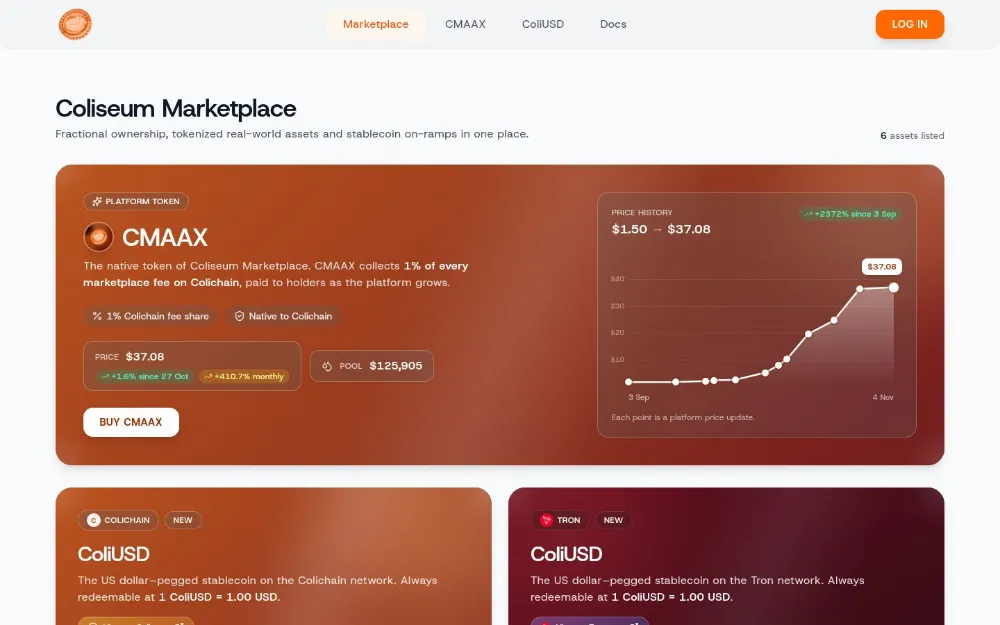 Marketplace
CMAAX
ColiUSD
Docs
LOG IN
Coliseum Marketplace
Fractional ownership, tokenized real-world assets and stablecoin on-ramps in one place.
6 assets listed
PLATFORM TOKEN
CMAAX
The native token of Coliseum Marketplace. CMAAX collects 1% of every
marketplace fee on Colichain, paid to holders as the platform grows.
1% Colichain fee share
Native to Colichain
PRICE $37.08
+1.6% since 27 Oct
+410.7% monthly
POOL $125,905
BUY CMAAX
PRICE HISTORY
+2372% since 3 Sep
$1.50 → $37.08
$37.08
$40
$30
$20
$10
3 Sep
4 Nov
Each point is a platform price update.
C COLICHAIN
NEW
ColiUSD
The US dollar-pegged stablecoin on the Colichain network. Always
redeemable at 1 ColiUSD = 1.00 USD.
TRON
NEW
ColiUSD
The US dollar-pegged stablecoin on the Tron network. Always
redeemable at 1 ColiUSD = 1.00 USD.